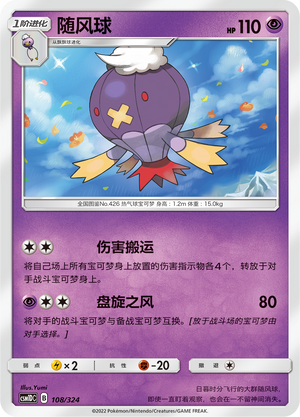 1阶进化
随风球
HP 110
从飘飘球进化
全国图鉴No.426 热气球宝可梦 身高：1.2m 体重：15.0kg
伤害搬运
将自己场上所有宝可梦身上放置的伤害指示物各4个，转放于对
手战斗宝可梦身上。
盘旋之风 80
将对手的战斗宝可梦与备战宝可梦互换。[放于战斗场的宝可梦由
对手选择。]
弱点 ×2 抗性 -20 撤退
Illus.Yumi
CSM1DC B 108/324
日暮时分飞行的大群随风球，
即使一直盯着观察，也会在不留神间消失。
©2022 Pokémon/Nintendo/Creatures/GAME FREAK.